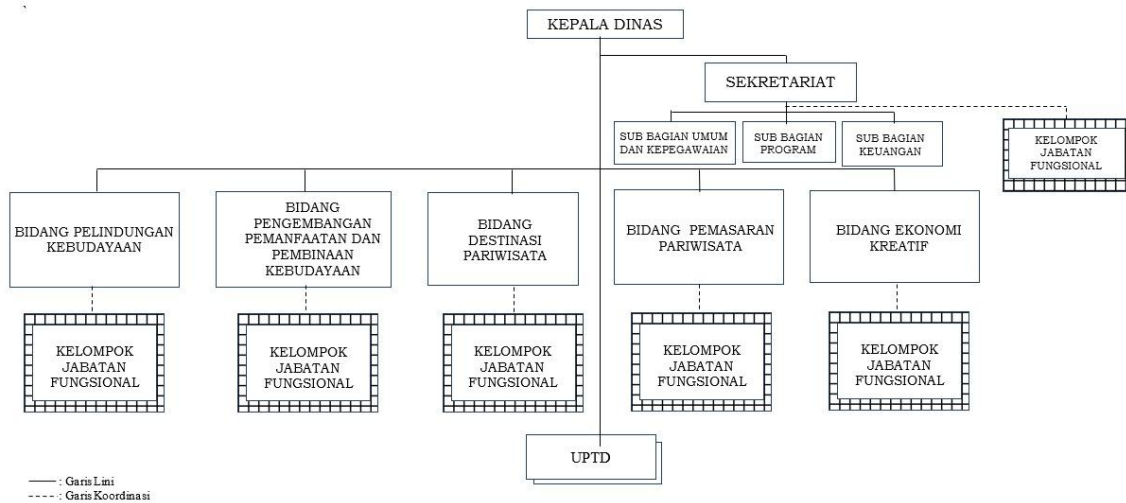 KEPALA DINAS
SEKRETARIAT
SUB BAGIAN UMUM
DAN KEPEGAWAIAN
SUB BAGIAN
PROGRAM
SUB BAGIAN
KEUANGAN
KELOMPOK
JABATAN
FUNGSIONAL
BIDANG PELINDUNGAN
KEBUDAYAAN
BIDANG
PENGEMBANGAN
PEMANFAATAN DAN
PEMBINAAN
KEBUDAYAAN
BIDANG
DESTINASI
PARIWISATA
BIDANG PEMASARAN
PARIWISATA
BIDANG EKONOMI
KREATIF
KELOMPOK
JABATAN
FUNGSIONAL
KELOMPOK
JABATAN
FUNGSIONAL
KELOMPOK
JABATAN
FUNGSIONAL
KELOMPOK
JABATAN
FUNGSIONAL
KELOMPOK
JABATAN
FUNGSIONAL
UPTD
: Garis Lini
: Garis Koordinasi